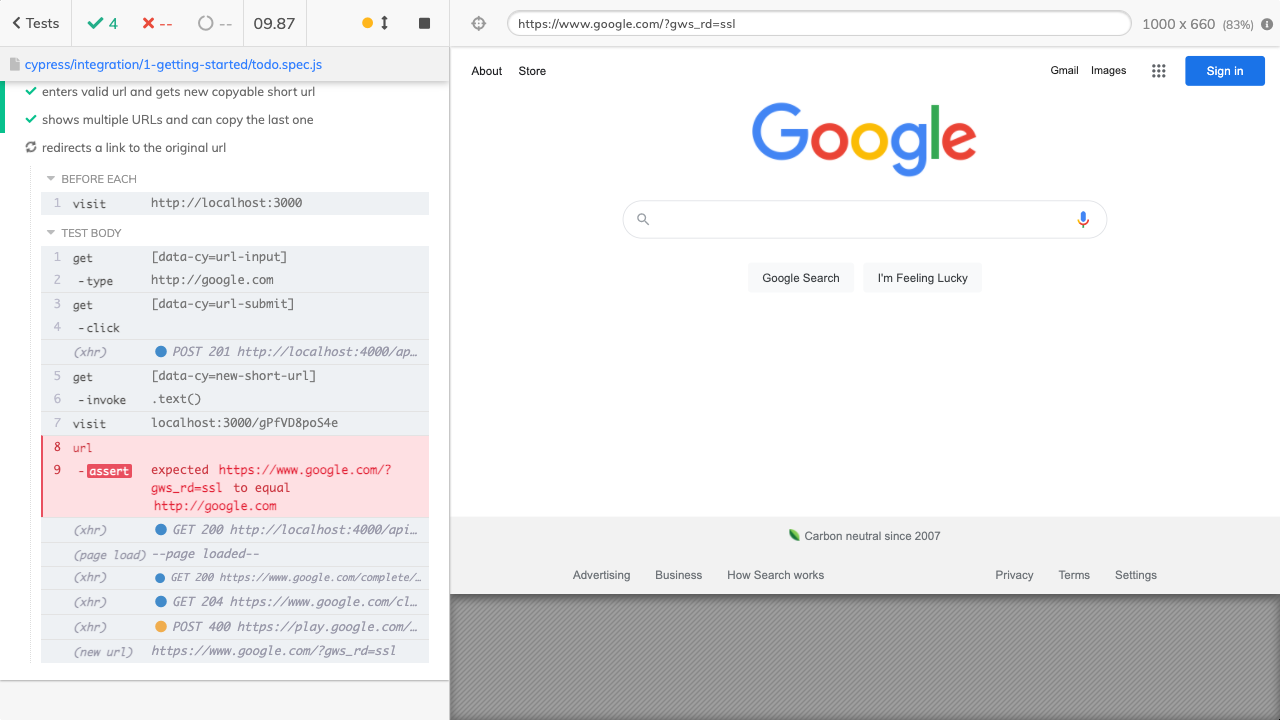 Tests
4
--
--
09.87
https://www.google.com/?gws_rd=ssl
1000 x 660 (83%)
cypress/integration/1-getting-started/todo.spec.js
enters valid url and gets new copyable short url
shows multiple URLs and can copy the last one
redirects a link to the original url
BEFORE EACH
1 visit http://localhost:3000
TEST BODY
1 get [data-cy=url-input]
2 -type http://google.com
3 get [data-cy=url-submit]
4 -click
(xhr) POST 201 http://localhost:4000/ap…
5 get [data-cy=new-short-url]
6 -invoke .text()
7 visit localhost:3000/gPfVD8poS4e
8 url
9 -assert expected https://www.google.com/?
gws_rd=ssl to equal
http://google.com
(xhr) GET 200 http://localhost:4000/api…
(page load) --page loaded--
(xhr) GET 200 https://www.google.com/complete/…
(xhr) GET 204 https://www.google.com/cl…
(xhr) POST 400 https://play.google.com/…
(new url) https://www.google.com/?gws_rd=ssl
About Store
Gmail Images
Sign in
Google
Google Search
I'm Feeling Lucky
Carbon neutral since 2007
Advertising Business How Search works
Privacy Terms Settings